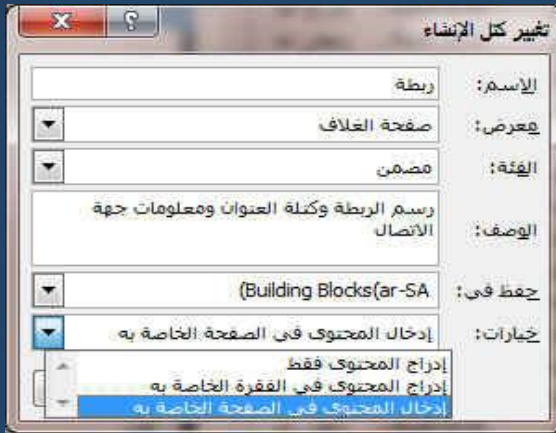 تغيير كتل الإنشاء
الاسم: ربطة
معرض: صفحة الغلاف
الفئة: مضمن
الوصف: رسم الربطة وكتلة العنوان ومعلومات جهة
الاتصال
حفظ في: (Building Blocks(ar-SA
خيارات: إدخال المحتوى في الصفحة الخاصة به
إدراج المحتوى فقط
إدراج المحتوى في الفقرة الخاصة به
إدخال المحتوى في الصفحة الخاصة به